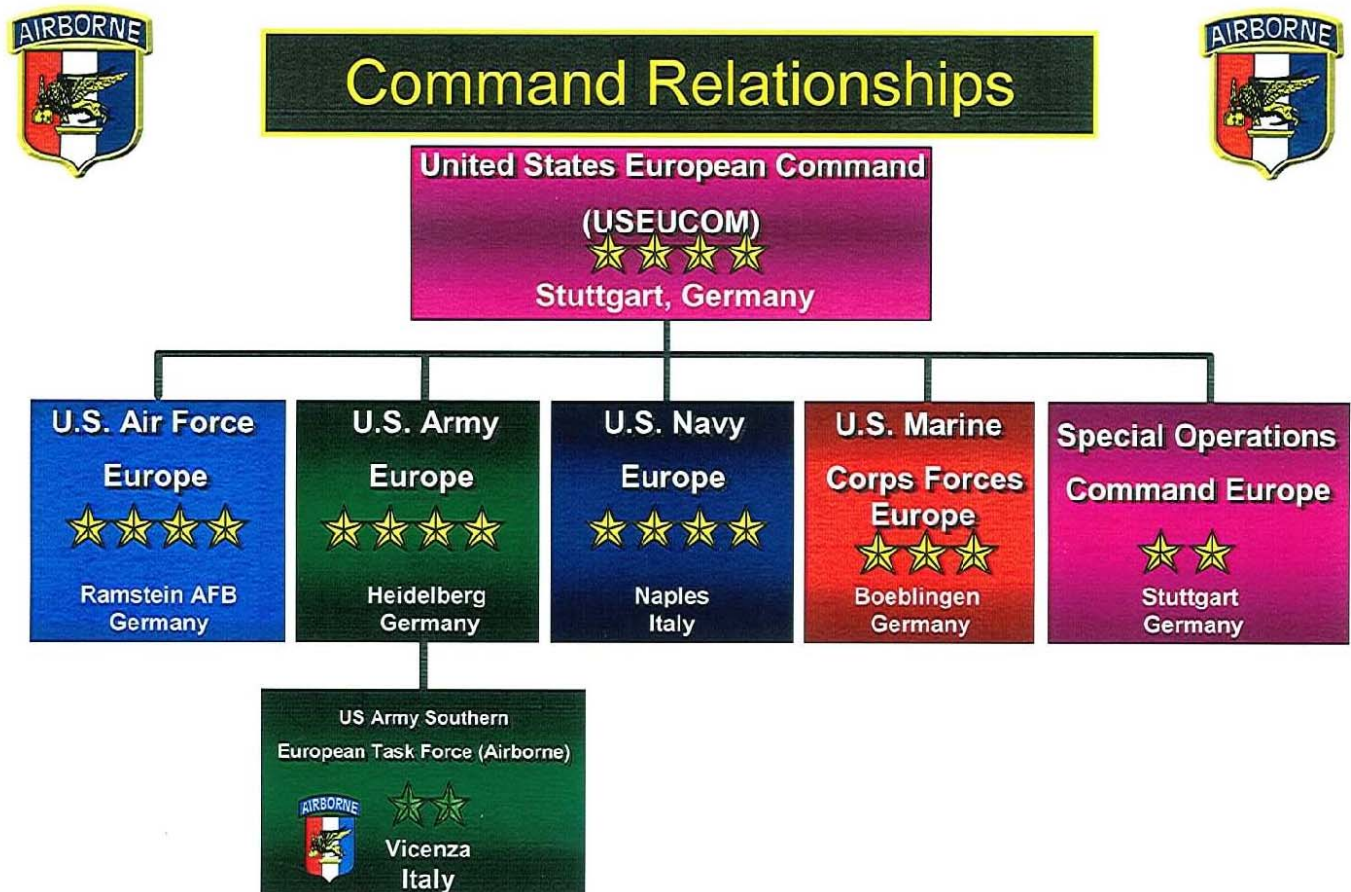 AIRBORNE
AIRBORNE
Command Relationships
United States European Command
(USEUCOM)
Stuttgart, Germany
U.S. Air Force
Europe
Ramstein AFB
Germany
U.S. Army
Europe
Heidelberg
Germany
U.S. Navy
Europe
Naples
Italy
U.S. Marine
Corps Forces
Europe
Boeblingen
Germany
Special Operations
Command Europe
Stuttgart
Germany
US Army Southern
European Task Force (Airborne)
AIRBORNE
Vicenza
Italy